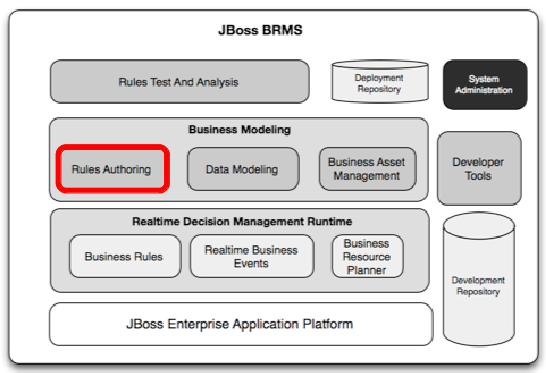 JBoss BRMS
Rules Test And Analysis
Deployment
Repository
System
Administration
Business Modeling
Rules Authoring
Data Modeling
Business Asset
Management
Developer
Tools
Realtime Decision Management Runtime
Business Rules
Realtime Business
Events
Business
Resource
Planner
Development
Repository
JBoss Enterprise Application Platform